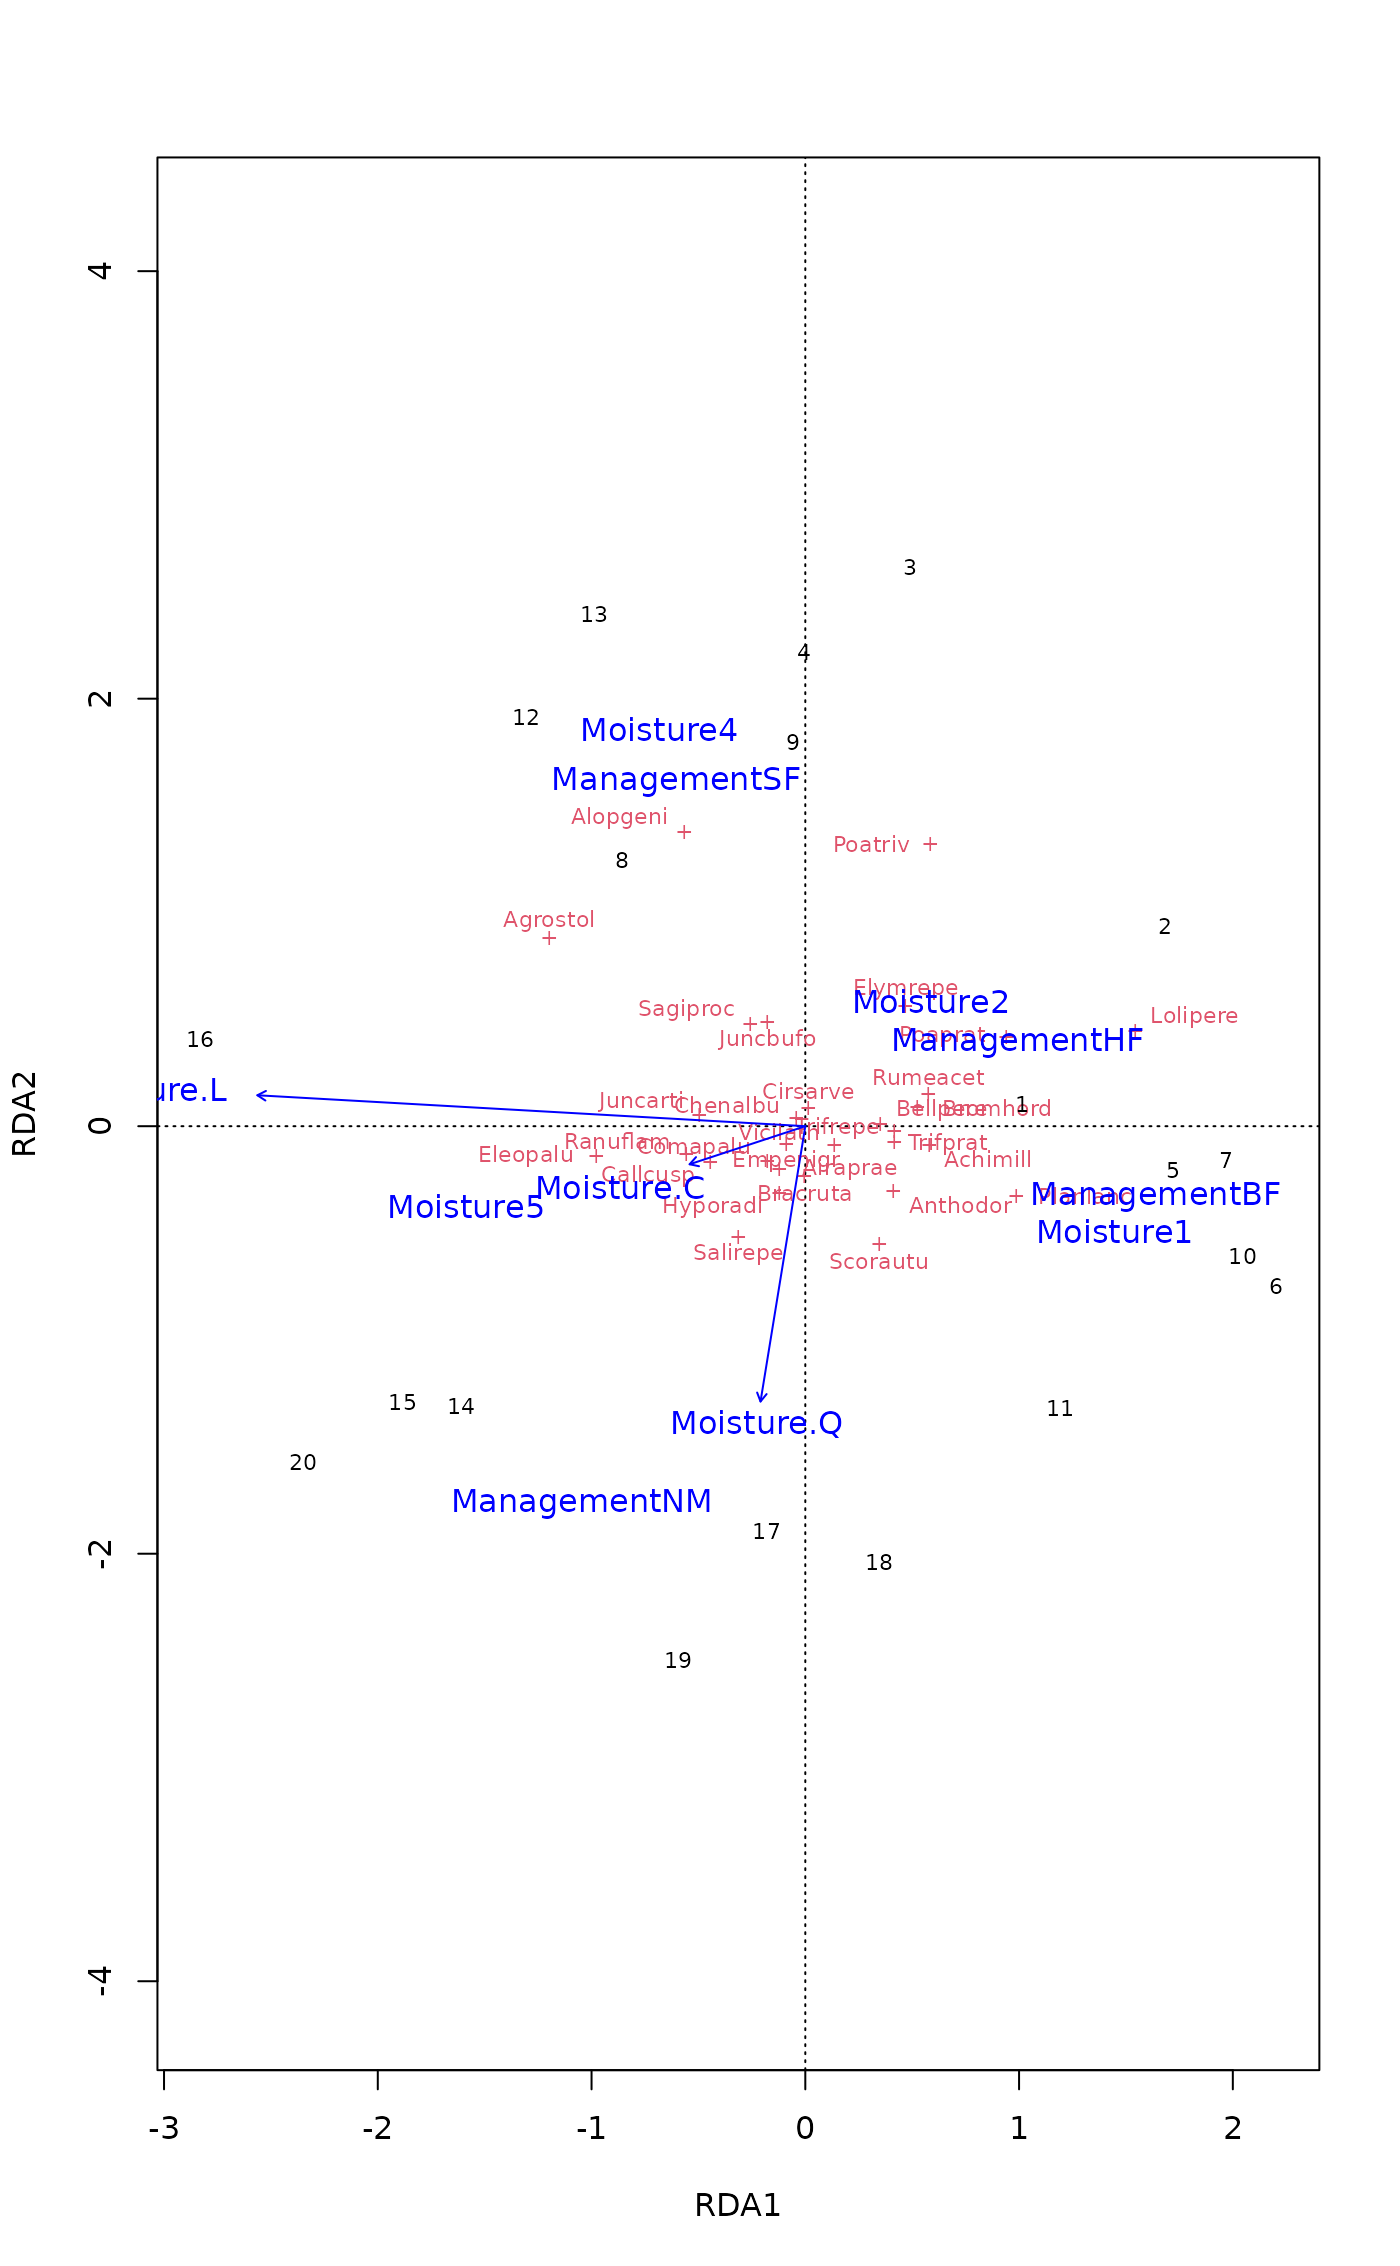 4
3
13
4
2
12
Moisture4
9
ManagementSF
Alopgeni
Poatriv
8
Agrostol
2
Elymrepe
Moisture2
Sagiproc
Lolipere
Juncbufo
Poaprat
ManagementHF
16
Rumeacet
ure.L
Cirsarve
Juncarti
Chenalbu
1
Bellpere
Bromhord
RDA2
0
Trifrepe
Vicilath
Ranuflam
Comapalu
Trifprat
Eleopalu
Empenigr
Achimill
7
Airaprae
5
Callcusp
Moisture.C
Bracruta
Planlanc
ManagementBF
Moisture5
Hyporadi
Anthodor
Moisture1
Salirepe
Scorautu
10
6
15
14
11
Moisture.Q
20
ManagementNM
17
-2
18
19
-4
-3 -2 -1 0 1 2
RDA1